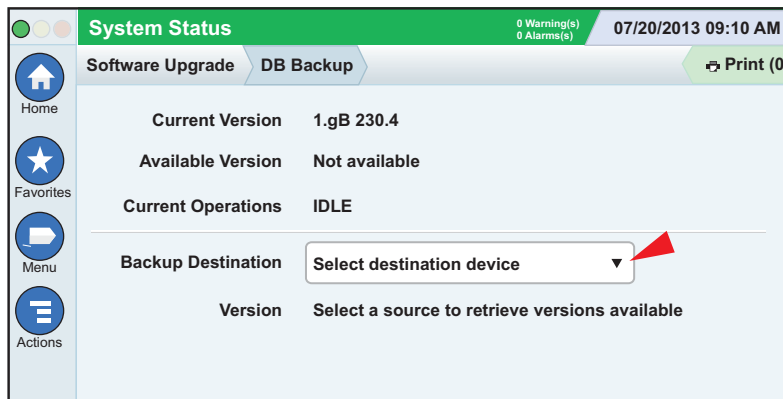 System Status
0 Warning(s)
0 Alarms(s)
07/20/2013 09:10 AM
Software Upgrade
DB Backup
Print (0
Home
Favorites
Menu
Actions
Current Version 1.gB 230.4
Available Version Not available
Current Operations IDLE
Backup Destination Select destination device
Version Select a source to retrieve versions available